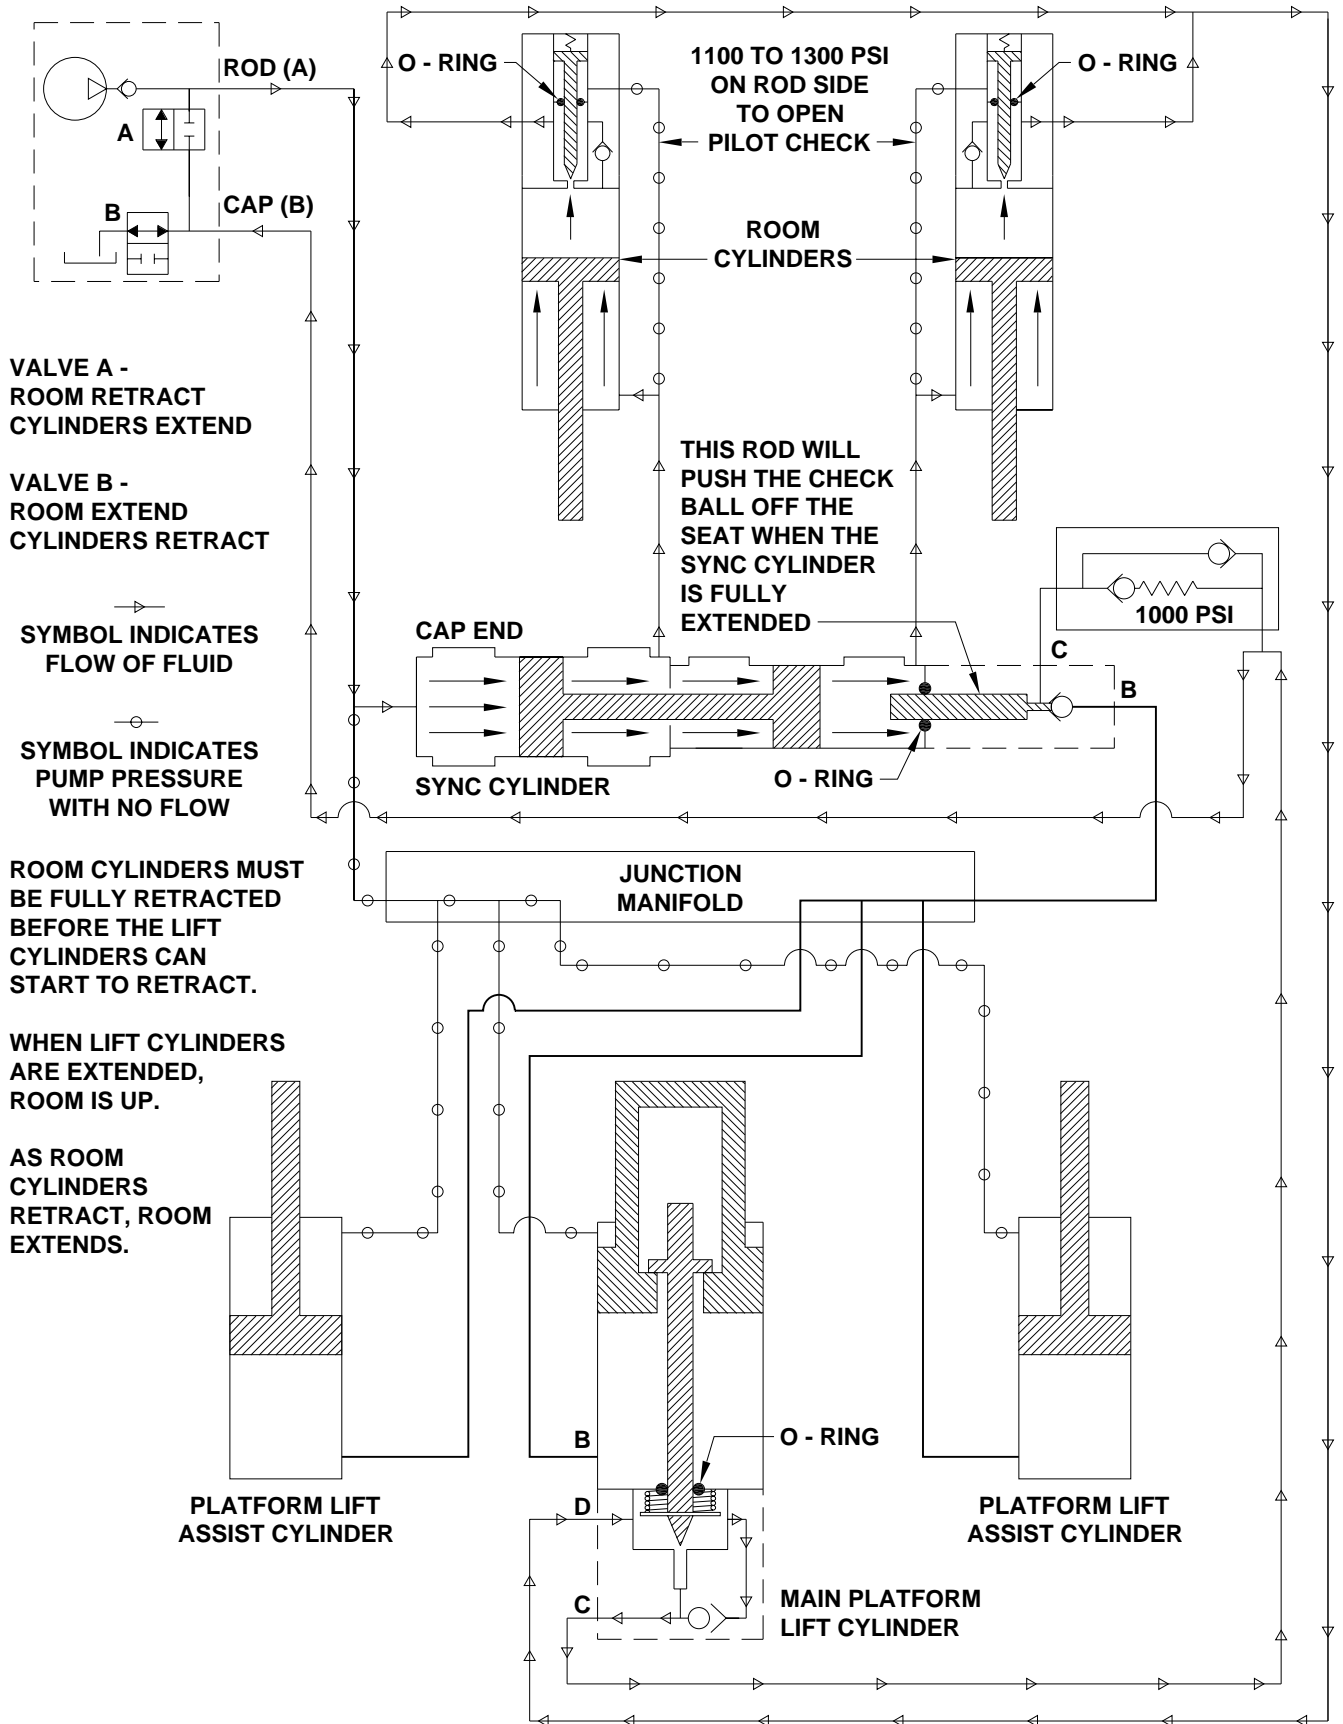 ROD (A)
A
B
CAP (B)
O - RING
1100 TO 1300 PSI
ON ROD SIDE
TO OPEN
PILOT CHECK
O - RING
ROOM
CYLINDERS
VALVE A -
ROOM RETRACT
CYLINDERS EXTEND
VALVE B -
ROOM EXTEND
CYLINDERS RETRACT
SYMBOL INDICATES
FLOW OF FLUID
SYMBOL INDICATES
PUMP PRESSURE
WITH NO FLOW
THIS ROD WILL
PUSH THE CHECK
BALL OFF THE
SEAT WHEN THE
SYNC CYLINDER
IS FULLY
EXTENDED
1000 PSI
CAP END
C
B
SYNC CYLINDER
O - RING
ROOM CYLINDERS MUST
BE FULLY RETRACTED
BEFORE THE LIFT
CYLINDERS CAN
START TO RETRACT.
WHEN LIFT CYLINDERS
ARE EXTENDED,
ROOM IS UP.
AS ROOM
CYLINDERS
RETRACT, ROOM
EXTENDS.
JUNCTION
MANIFOLD
B
O - RING
D
C
PLATFORM LIFT
ASSIST CYLINDER
PLATFORM LIFT
ASSIST CYLINDER
MAIN PLATFORM
LIFT CYLINDER